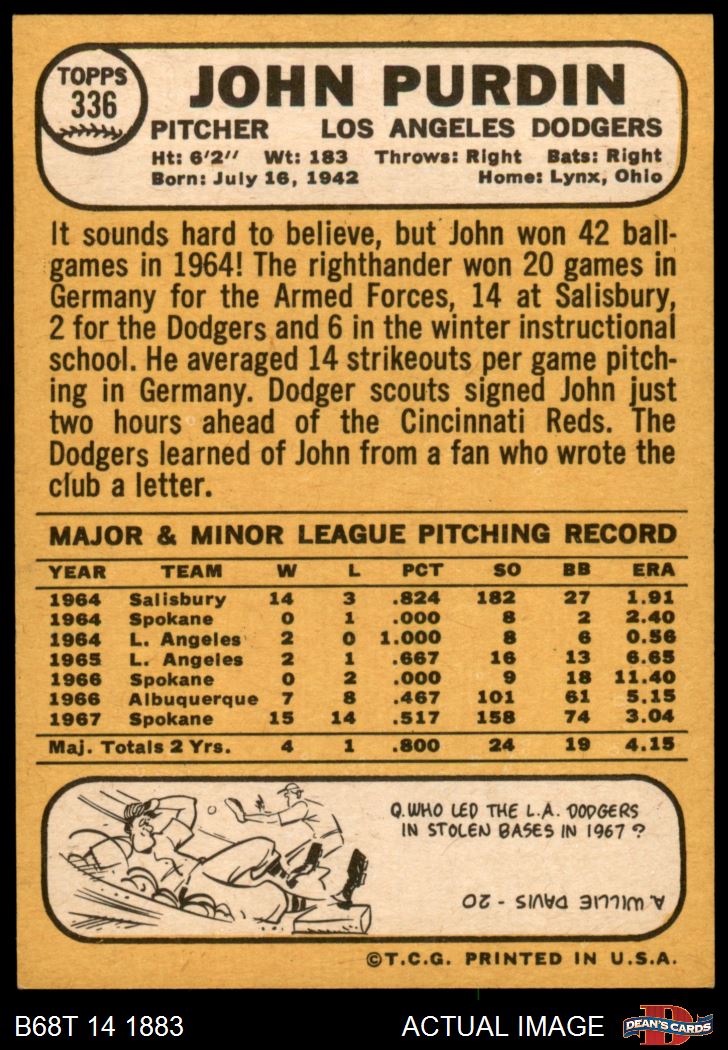 TOPPS
336
JOHN PURDIN
PITCHER LOS ANGELES DODGERS
Ht: 6'2" Wt: 183 Throws: Right Bats: Right
Born: July 16, 1942 Home: Lynx, Ohio
It sounds hard to believe, but John won 42 ball-
games in 1964! The righthander won 20 games in
Germany for the Armed Forces, 14 at Salisbury,
2 for the Dodgers and 6 in the winter instructional
school. He averaged 14 strikeouts per game pitch-
ing in Germany. Dodger scouts signed John just
two hours ahead of the Cincinnati Reds. The
Dodgers learned of John from a fan who wrote the
club a letter.
MAJOR & MINOR LEAGUE PITCHING RECORD
YEAR TEAM W L PCT SO BB ERA
1964 Salisbury 14 3 .824 182 27 1.91
1964 Spokane 0 1 .000 8 2 2.40
1964 L. Angeles 2 0 1.000 8 6 0.56
1965 L. Angeles 2 1 .667 16 13 6.65
1966 Spokane 0 2 .000 9 18 11.40
1966 Albuquerque 7 8 .467 101 61 5.15
1967 Spokane 15 14 .517 158 74 3.04
Maj. Totals 2 Yrs. 4 1 .800 24 19 4.15
Q. WHO LED THE L.A. DODGERS
IN STOLEN BASES IN 1967?
A. WILLIE DAVIS - 20
©T.C.G. PRINTED IN U.S.A.
B68T 14 1883 ACTUAL IMAGE
D
DEAN'S CARDS